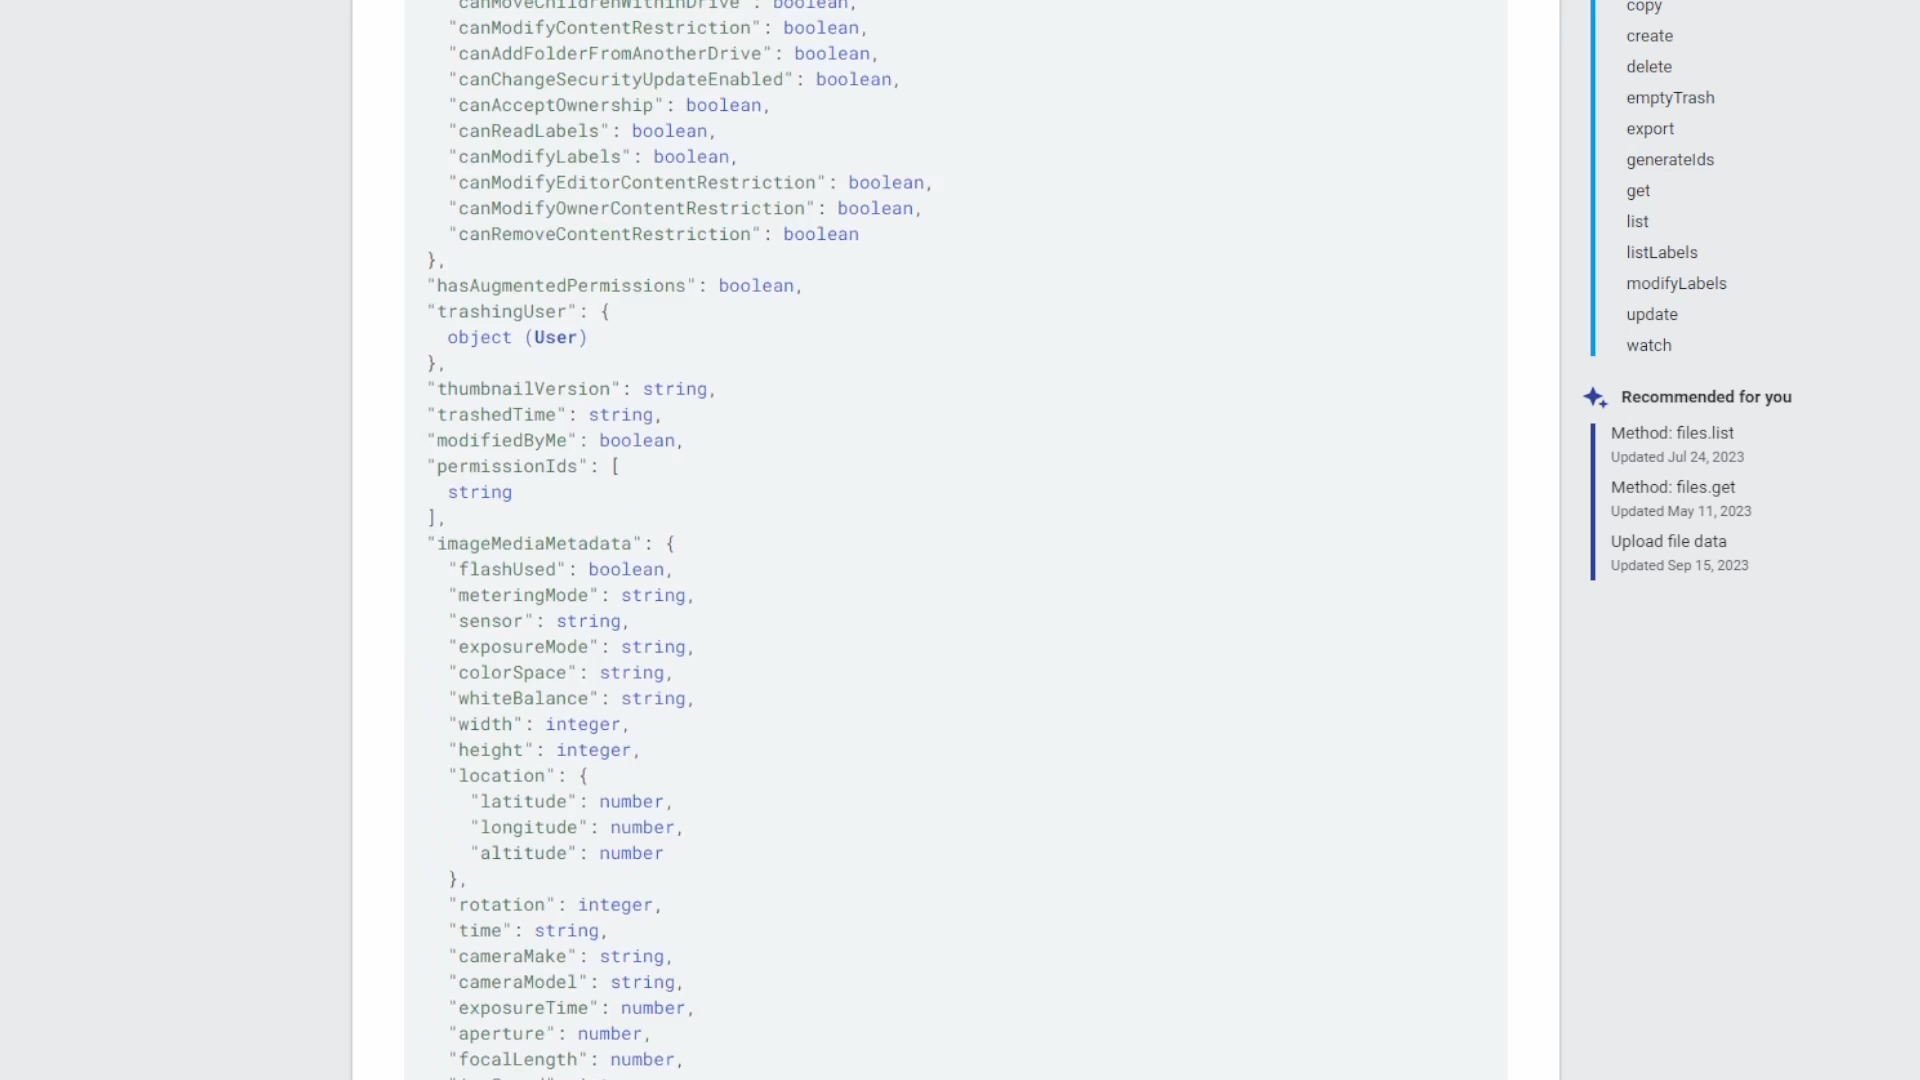 "canMoveChildrenWithinDrive": boolean,
"canModifyContentRestriction": boolean,
"canAddFolderFromAnotherDrive": boolean,
"canChangeSecurityUpdateEnabled": boolean,
"canAcceptOwnership": boolean,
"canReadLabels": boolean,
"canModifyLabels": boolean,
"canModifyEditorContentRestriction": boolean,
"canModifyOwnerContentRestriction": boolean,
"canRemoveContentRestriction": boolean
},
"hasAugmentedPermissions": boolean,
"trashingUser": {
object (User)
},
"thumbnailVersion": string,
"trashedTime": string,
"modifiedByMe": boolean,
"permissionIds": [
string
],
"imageMediaMetadata": {
"flashUsed": boolean,
"meteringMode": string,
"sensor": string,
"exposureMode": string,
"colorSpace": string,
"whiteBalance": string,
"width": integer,
"height": integer,
"location": {
"latitude": number,
"longitude": number,
"altitude": number
},
"rotation": integer,
"time": string,
"cameraMake": string,
"cameraModel": string,
"exposureTime": number,
"aperture": number,
"focalLength": number,
copy
create
delete
emptyTrash
export
generateIds
get
list
listLabels
modifyLabels
update
watch
Recommended for you
Method: files.list
Updated Jul 24, 2023
Method: files.get
Updated May 11, 2023
Upload file data
Updated Sep 15, 2023